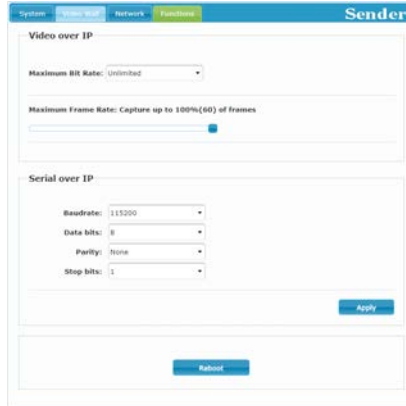 System Video Wall Network Functions Sender
Video over IP
Maximum Bit Rate: Unlimited
Maximum Frame Rate: Capture up to 100%(60) of frames
Serial over IP
Baudrate: 115200
Data bits: 8
Parity: None
Stop bits: 1
Apply
Reboot